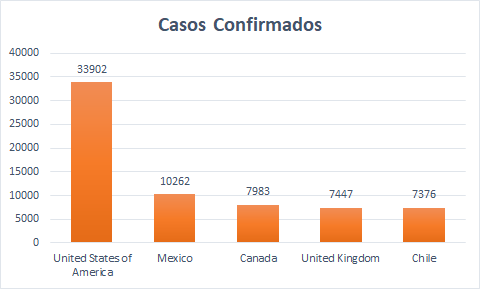 Casos Confirmados
40000
35000
30000
25000
20000
15000
10000
5000
0
33902
10262
7983
7447
7376
United States of
America
Mexico
Canada
United Kingdom
Chile